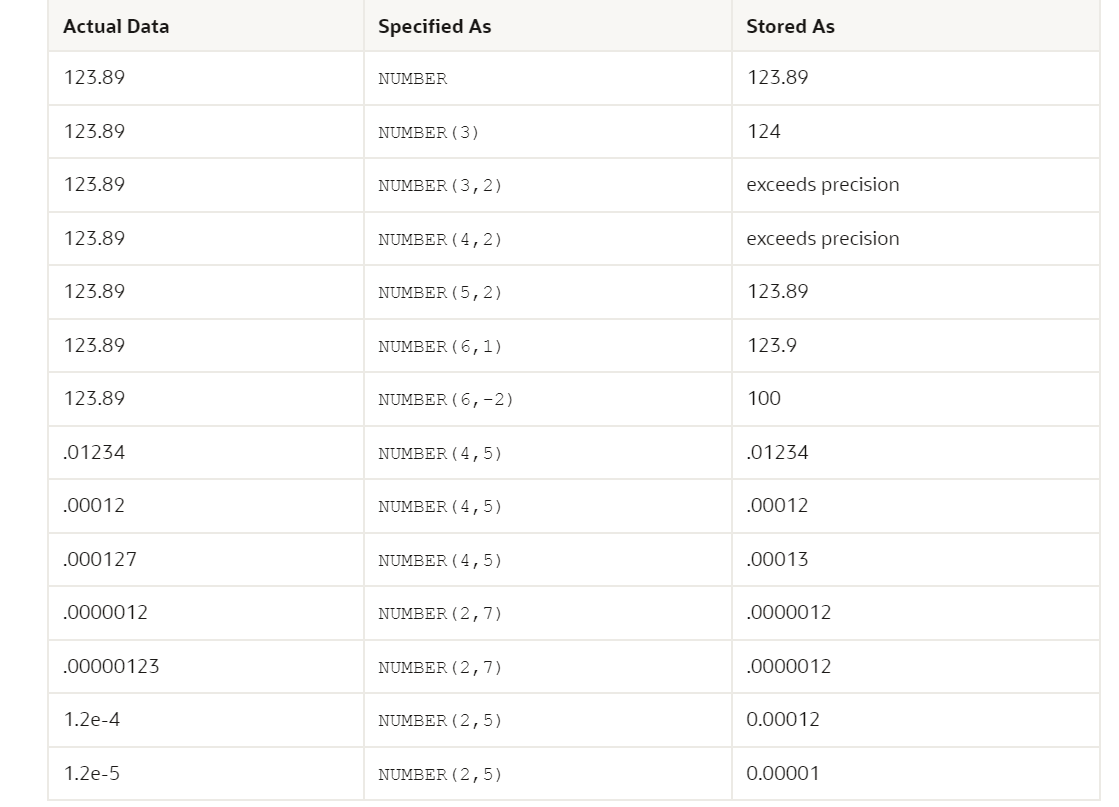 Actual Data Specified As Stored As
123.89 NUMBER 123.89
123.89 NUMBER(3) 124
123.89 NUMBER(3,2) exceeds precision
123.89 NUMBER(4,2) exceeds precision
123.89 NUMBER(5,2) 123.89
123.89 NUMBER(6,1) 123.9
123.89 NUMBER(6,-2) 100
.01234 NUMBER(4,5) .01234
.00012 NUMBER(4,5) .00012
.000127 NUMBER(4,5) .00013
.0000012 NUMBER(2,7) .0000012
.00000123 NUMBER(2,7) .0000012
1.2e-4 NUMBER(2,5) 0.00012
1.2e-5 NUMBER(2,5) 0.00001